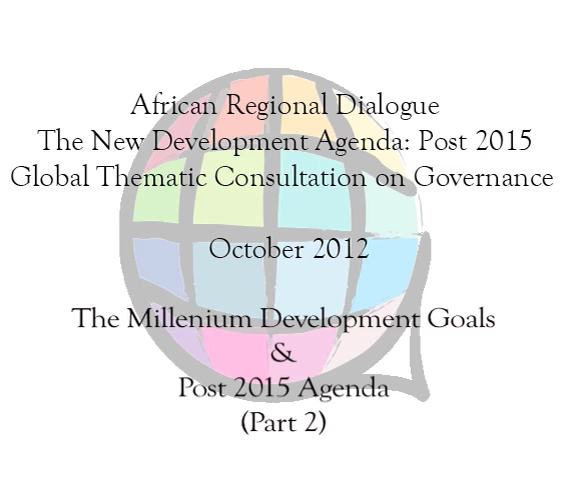 African Regional Dialogue
The New Development Agenda: Post 2015
Global Thematic Consultation on Governance
October 2012
The Millenium Development Goals
&
Post 2015 Agenda
(Part 2)